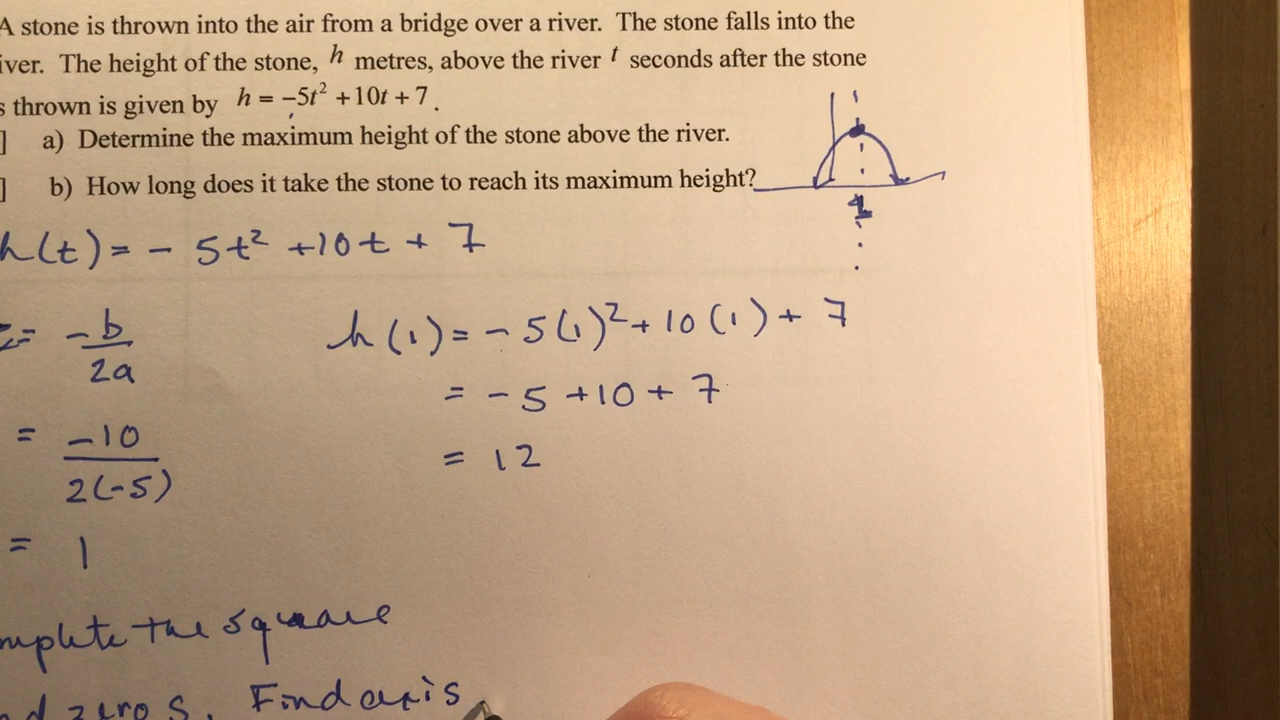 A stone is thrown into the air from a bridge over a river. The stone falls into the
iver. The height of the stone, h metres, above the river t seconds after the stone
s thrown is given by h = −5t² +10t + 7.
] a) Determine the maximum height of the stone above the river.
] b) How long does it take the stone to reach its maximum height?
1
h(t) = - 5t² +10t + 7
= -b/2a
= -10/2(-5)
= 1
h(1) = -5(1)² + 10(1) + 7
= -5 +10 + 7
= 12
mplete the square
d zeros. Find axis